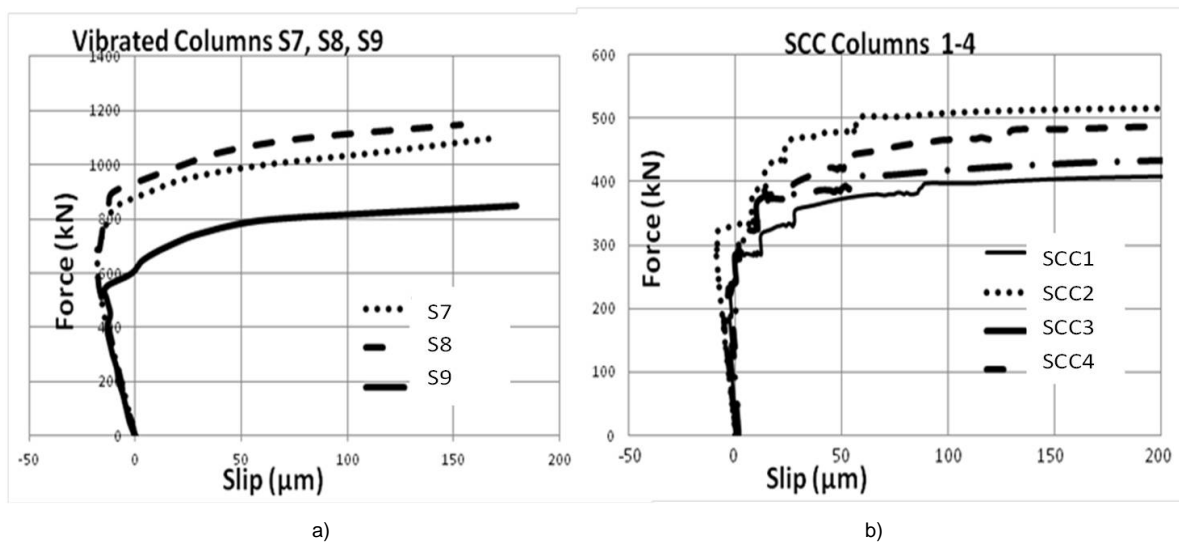 Vibrated Columns S7, S8, S9
1400
1200
1000
800
600
400
200
0
-50
0
50
100
150
200
Force (kN)
Slip (μm)
S7
S8
S9
a)
SCC Columns 1-4
600
500
400
300
200
100
0
-50
0
50
100
150
200
Force (kN)
Slip (μm)
SCC1
SCC2
SCC3
SCC4
b)